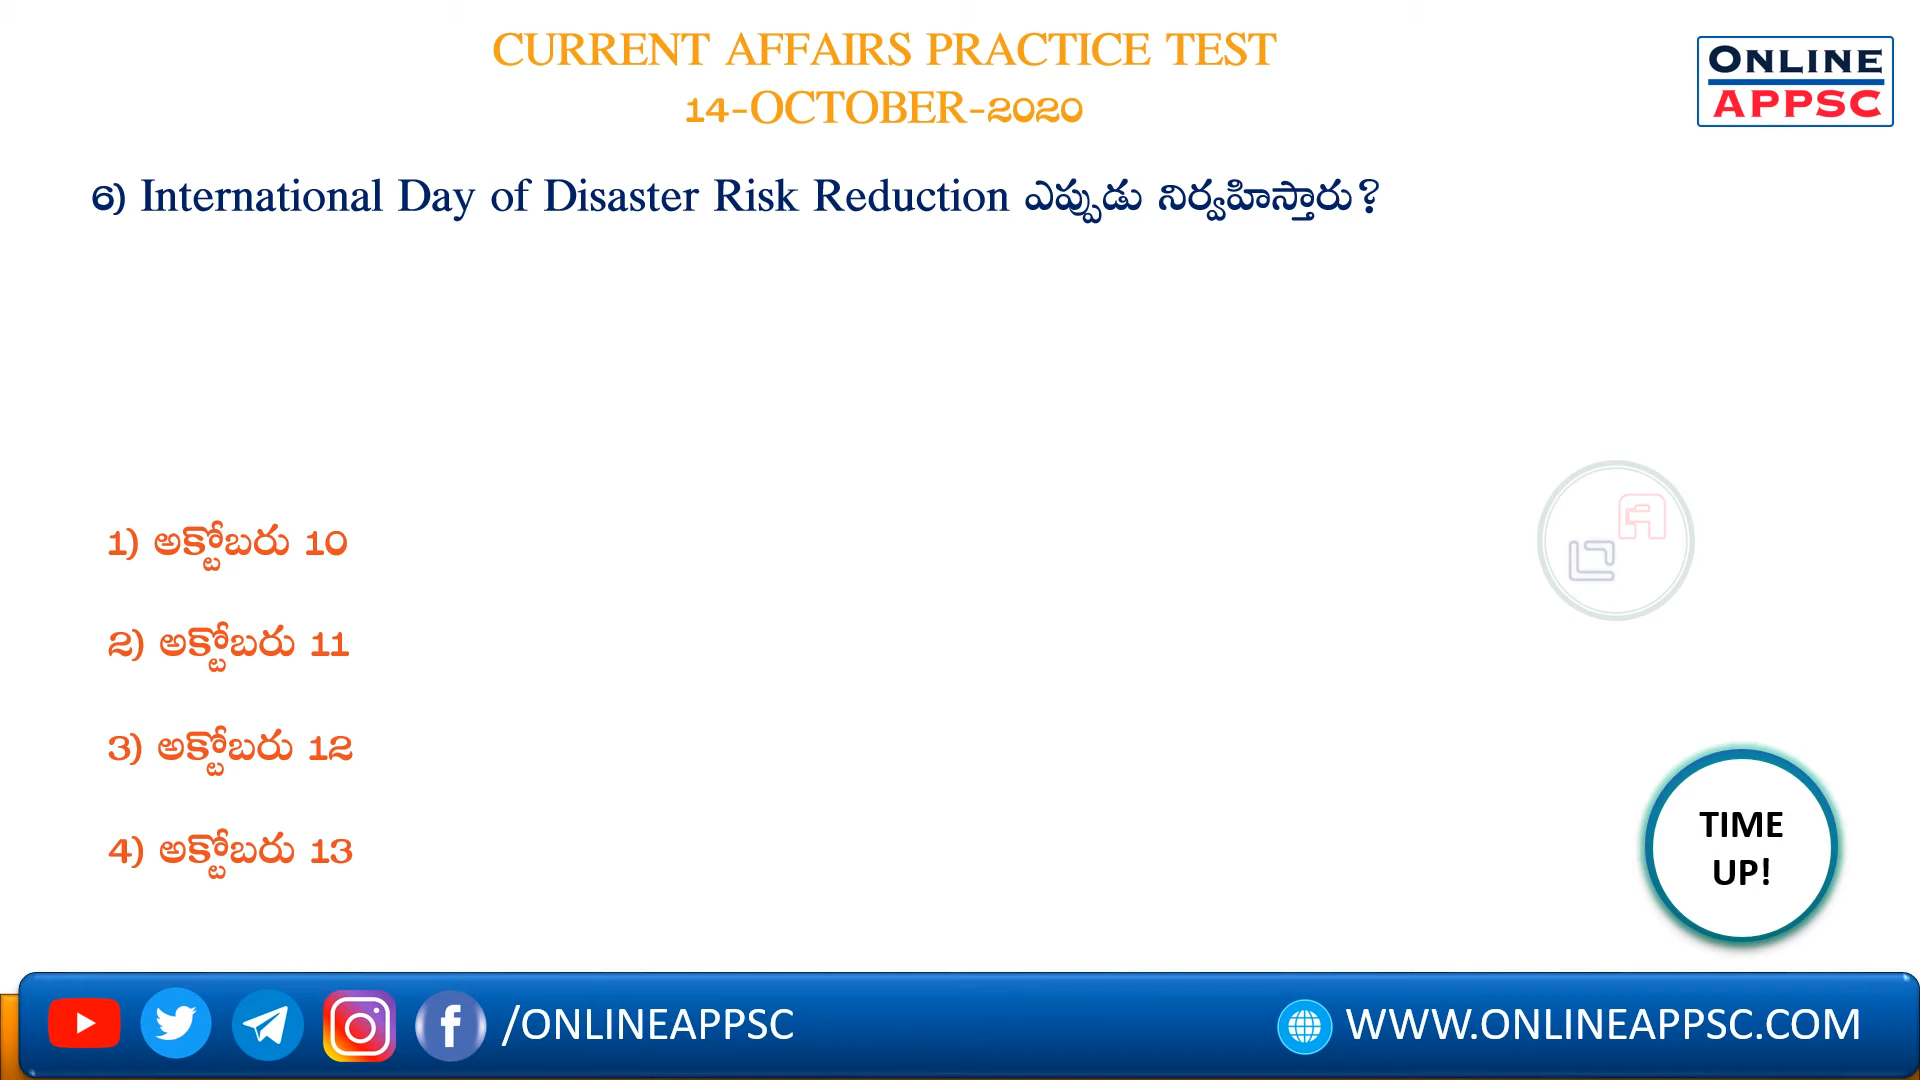 CURRENT AFFAIRS PRACTICE TEST
14-OCTOBER-2020
ONLINE
APPSC
6) International Day of Disaster Risk Reduction ఎప్పుడు నిర్వహిస్తారు?
1) అక్టోబరు 10
2) అక్టోబరు 11
3) అక్టోబరు 12
4) అక్టోబరు 13
TIME
UP!
/ONLINEAPPSC
WWW.ONLINEAPPSC.COM